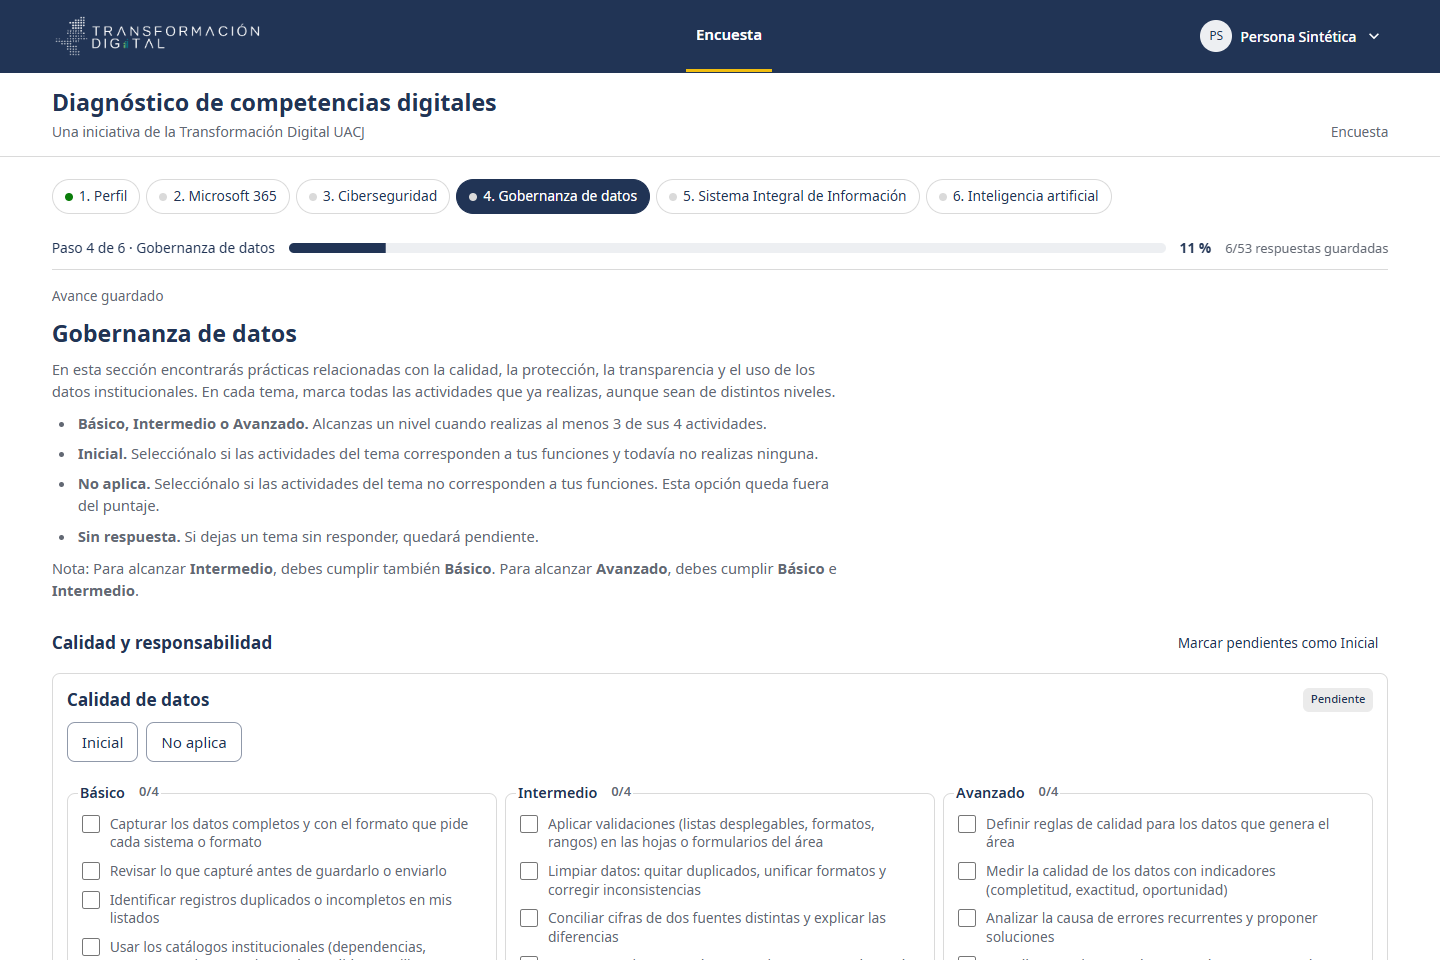 TRANSFORMACIÓN
DIGITAL
Encuesta
PS
Persona Sintética
Diagnóstico de competencias digitales
Una iniciativa de la Transformación Digital UACJ
Encuesta
1. Perfil
2. Microsoft 365
3. Ciberseguridad
4. Gobernanza de datos
5. Sistema Integral de Información
6. Inteligencia artificial
Paso 4 de 6 · Gobernanza de datos
11 %
6/53 respuestas guardadas
Avance guardado
Gobernanza de datos
En esta sección encontrarás prácticas relacionadas con la calidad, la protección, la transparencia y el uso de los
datos institucionales. En cada tema, marca todas las actividades que ya realizas, aunque sean de distintos niveles.
• Básico, Intermedio o Avanzado. Alcanzas un nivel cuando realizas al menos 3 de sus 4 actividades.
• Inicial. Selecciónalo si las actividades del tema corresponden a tus funciones y todavía no realizas ninguna.
• No aplica. Selecciónalo si las actividades del tema no corresponden a tus funciones. Esta opción queda fuera
del puntaje.
• Sin respuesta. Si dejas un tema sin responder, quedará pendiente.
Nota: Para alcanzar Intermedio, debes cumplir también Básico. Para alcanzar Avanzado, debes cumplir Básico e
Intermedio.
Calidad y responsabilidad
Marcar pendientes como Inicial
Calidad de datos
Pendiente
Inicial
No aplica
Básico 0/4
Capturar los datos completos y con el formato que pide
cada sistema o formato
Revisar lo que capturé antes de guardarlo o enviarlo
Identificar registros duplicados o incompletos en mis
listados
Usar los catálogos institucionales (dependencias,
Intermedio 0/4
Aplicar validaciones (listas desplegables, formatos,
rangos) en las hojas o formularios del área
Limpiar datos: quitar duplicados, unificar formatos y
corregir inconsistencias
Conciliar cifras de dos fuentes distintas y explicar las
diferencias
Avanzado 0/4
Definir reglas de calidad para los datos que genera el
área
Medir la calidad de los datos con indicadores
(completitud, exactitud, oportunidad)
Analizar la causa de errores recurrentes y proponer
soluciones